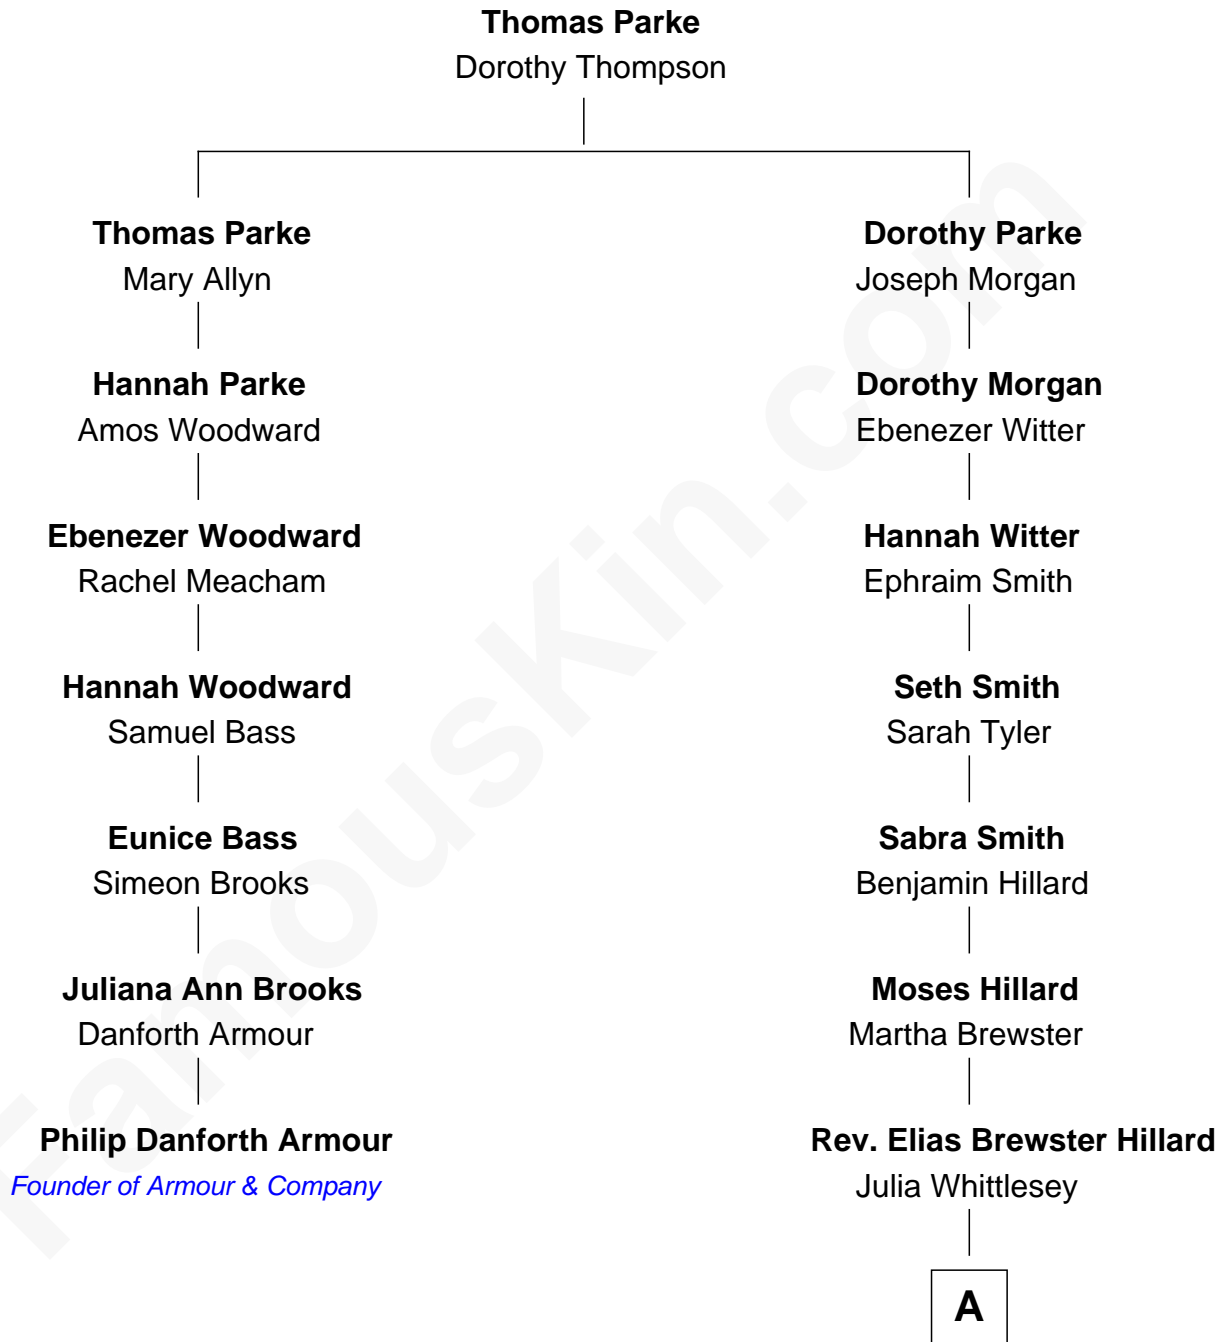 Thomas Parke
Dorothy Thompson
Thomas Parke
Mary Allyn
Dorothy Parke
Joseph Morgan
Hannah Parke
Amos Woodward
Dorothy Morgan
Ebenezer Witter
Ebenezer Woodward
Rachel Meacham
Hannah Witter
Ephraim Smith
Hannah Woodward
Samuel Bass
Seth Smith
Sarah Tyler
Eunice Bass
Simeon Brooks
Sabra Smith
Benjamin Hillard
Juliana Ann Brooks
Danforth Armour
Moses Hillard
Martha Brewster
Philip Danforth Armour
Founder of Armour & Company
Rev. Elias Brewster Hillard
Julia Whittlesey
A
FamousKin.com